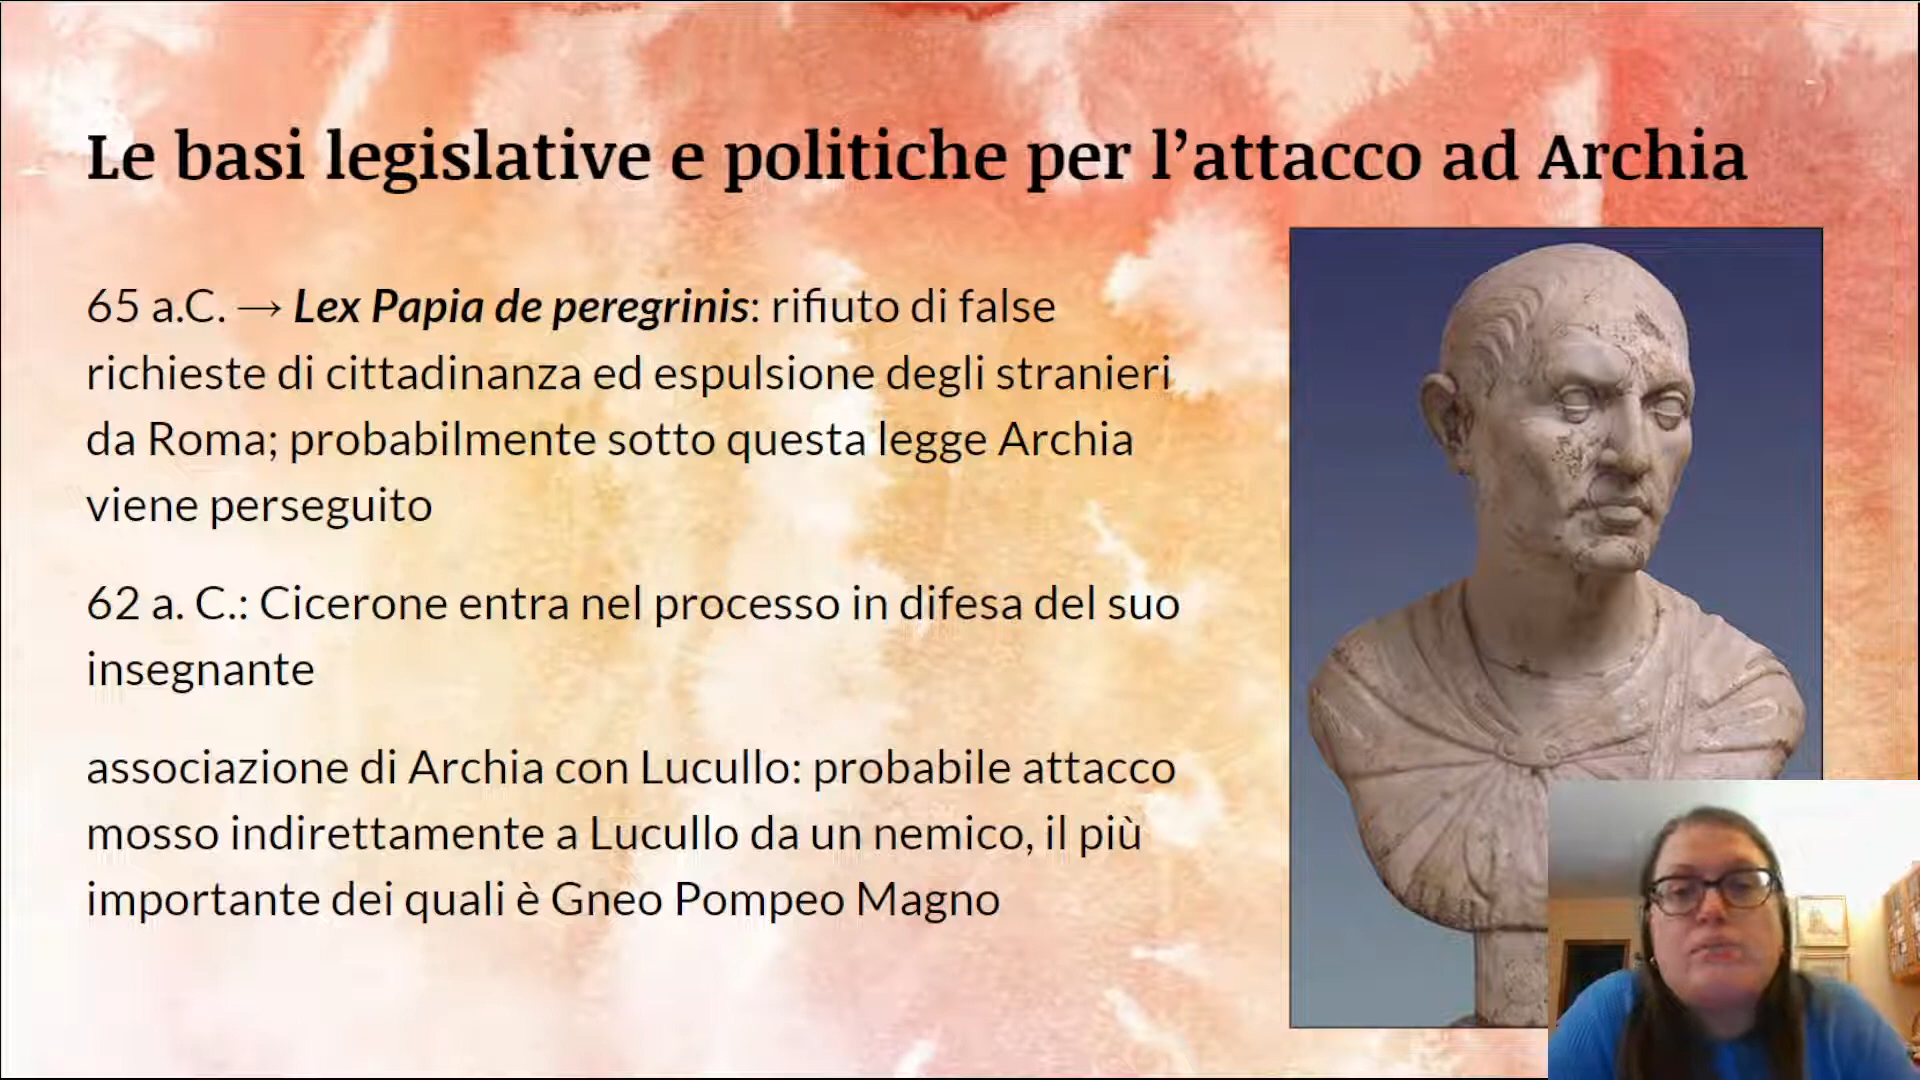 Le basi legislative e politiche per l’attacco ad Archia
65 a.C. → Lex Papia de peregrinis: rifiuto di false
richieste di cittadinanza ed espulsione degli stranieri
da Roma; probabilmente sotto questa legge Archia
viene perseguito
62 a. C.: Cicerone entra nel processo in difesa del suo
insegnante
associazione di Archia con Lucullo: probabile attacco
mosso indirettamente a Lucullo da un nemico, il più
importante dei quali è Gneo Pompeo Magno